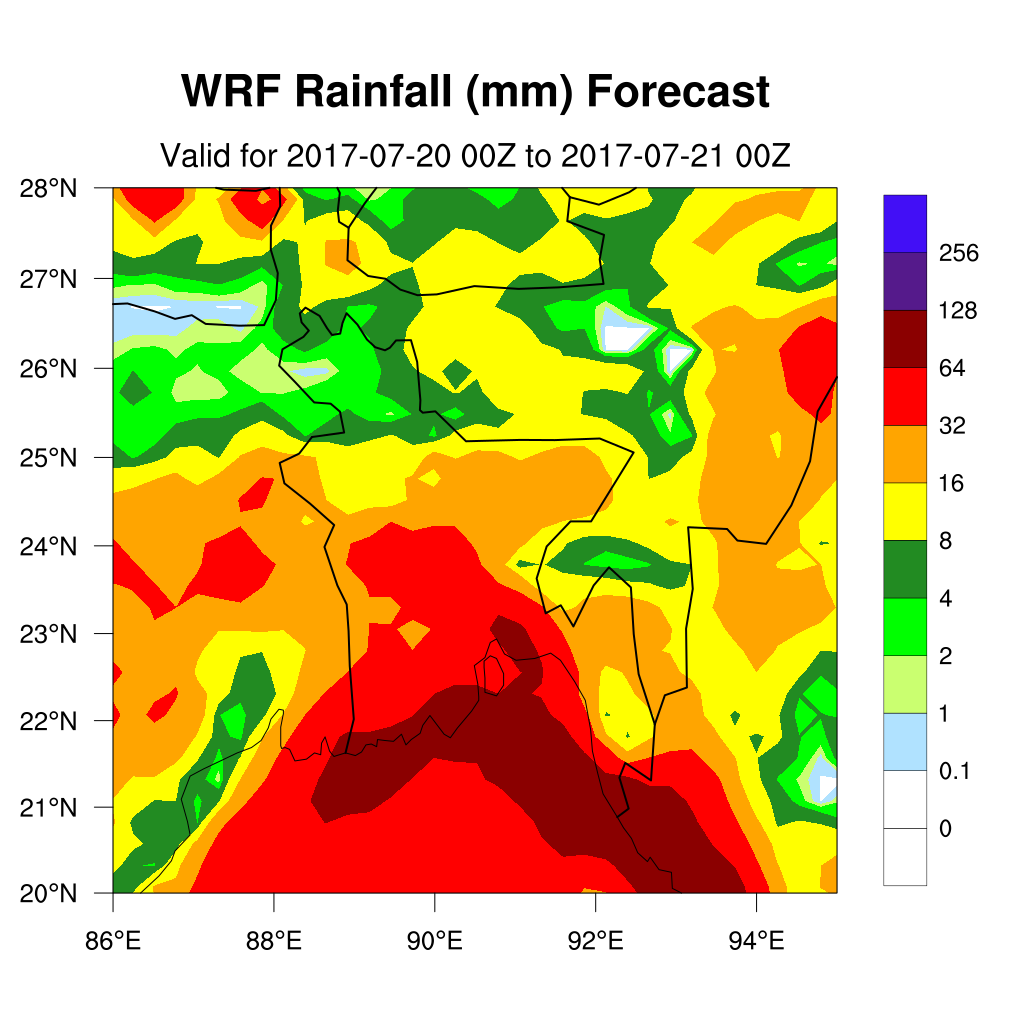 WRF Rainfall (mm) Forecast
Valid for 2017-07-20 00Z to 2017-07-21 00Z
28°N
27°N
26°N
25°N
24°N
23°N
22°N
21°N
20°N
86°E 88°E 90°E 92°E 94°E
256
128
64
32
16
8
4
2
1
0.1
0